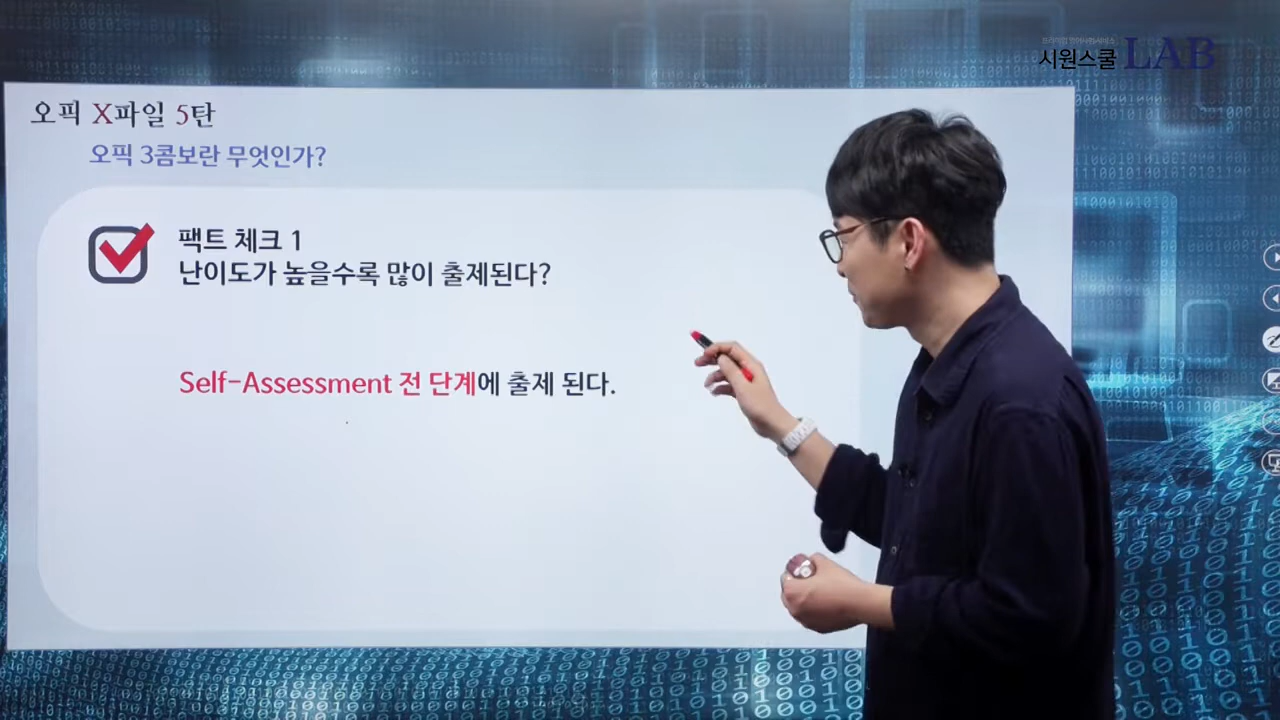 시원스쿨 LAB
오픽 X파일 5탄
오픽 3콤보란 무엇인가?
팩트 체크 1
난이도가 높을수록 많이 출제된다?
Self-Assessment 전 단계에 출제 된다.